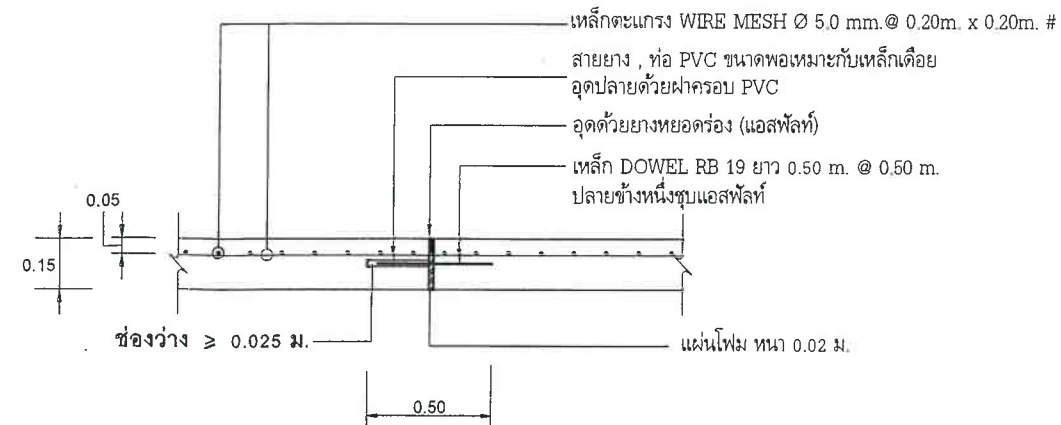 เหล็กตะแกรง WIRE MESH Ø 5.0 mm.@ 0.20m. x 0.20m. #
สายยาง , ท่อ PVC ขนาดพอเหมาะกับเหล็กเดือย
อุดปลายด้วยฝาครอบ PVC
อุดด้วยยางหยอดร่อง (แอสฟัลท์)
เหล็ก DOWEL RB 19 ยาว 0.50 m. @ 0.50 m.
ปลายข้างหนึ่งชุบแอสฟัลท์
0.05
0.15
ช่องว่าง ≥ 0.025 ม.
แผ่นโฟม หนา 0.02 ม.
0.50